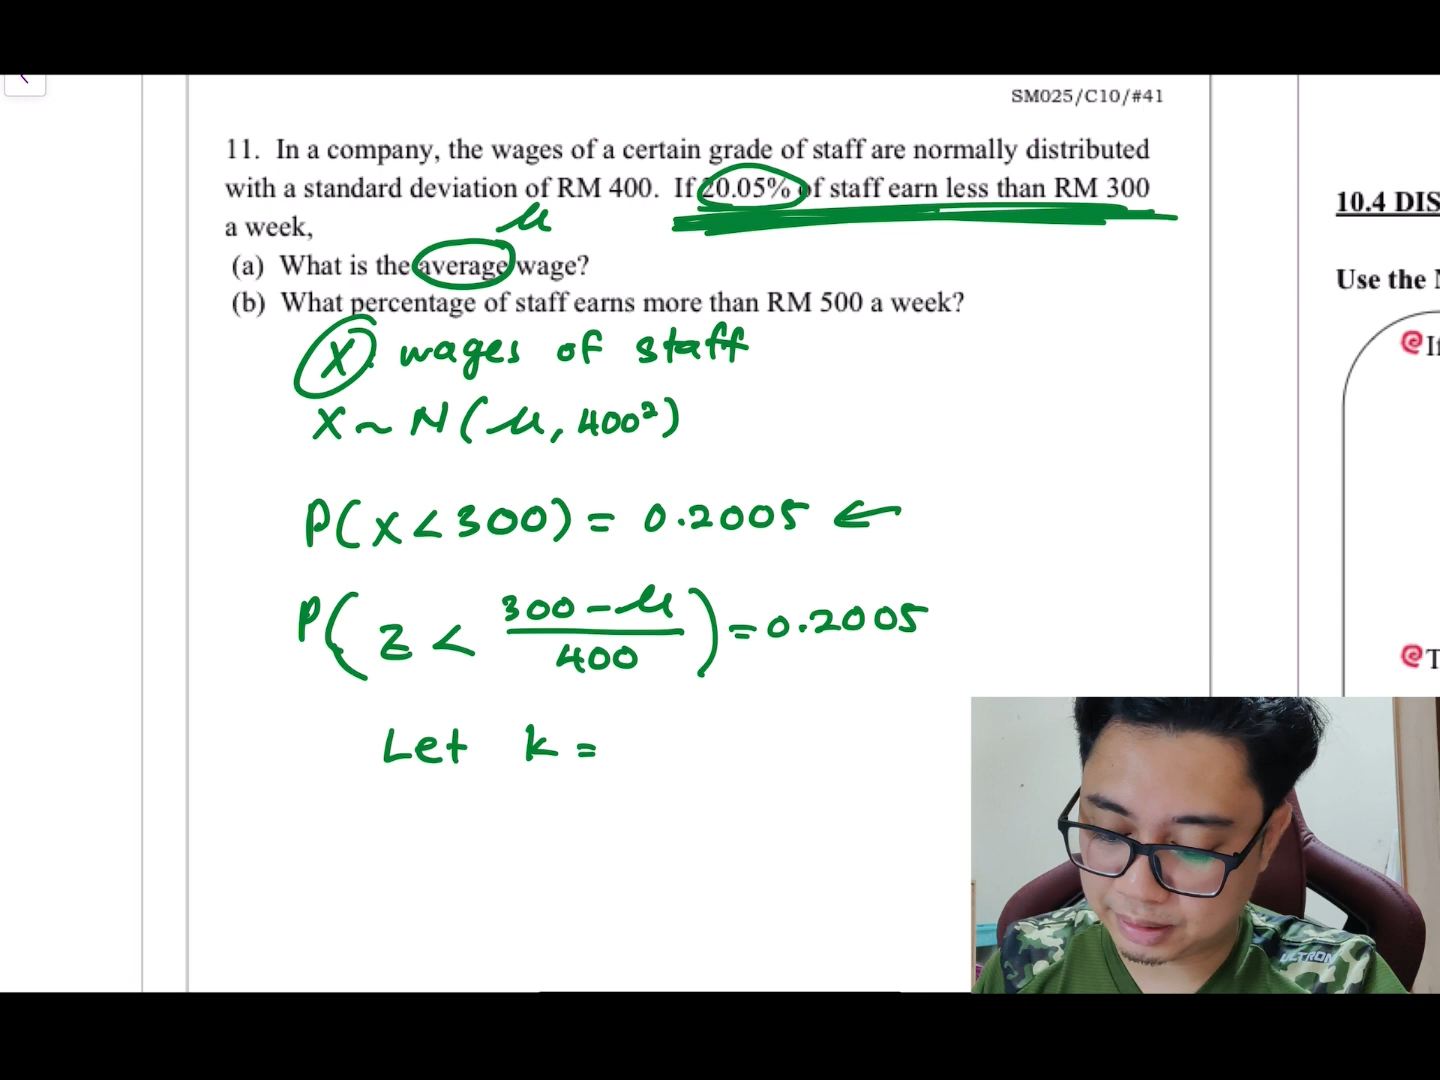 SM025/C10/#41
11. In a company, the wages of a certain grade of staff are normally distributed
with a standard deviation of RM 400. If 20.05% of staff earn less than RM 300
a week,
μ
(a) What is the average wage?
(b) What percentage of staff earns more than RM 500 a week?
X: wages of staff
X ~ N(μ, 400²)
P(X < 300) = 0.2005 ←
P(Z < (300 - μ)/400) = 0.2005
Let k =
10.4 DIS
Use the
If
T
ULTRON